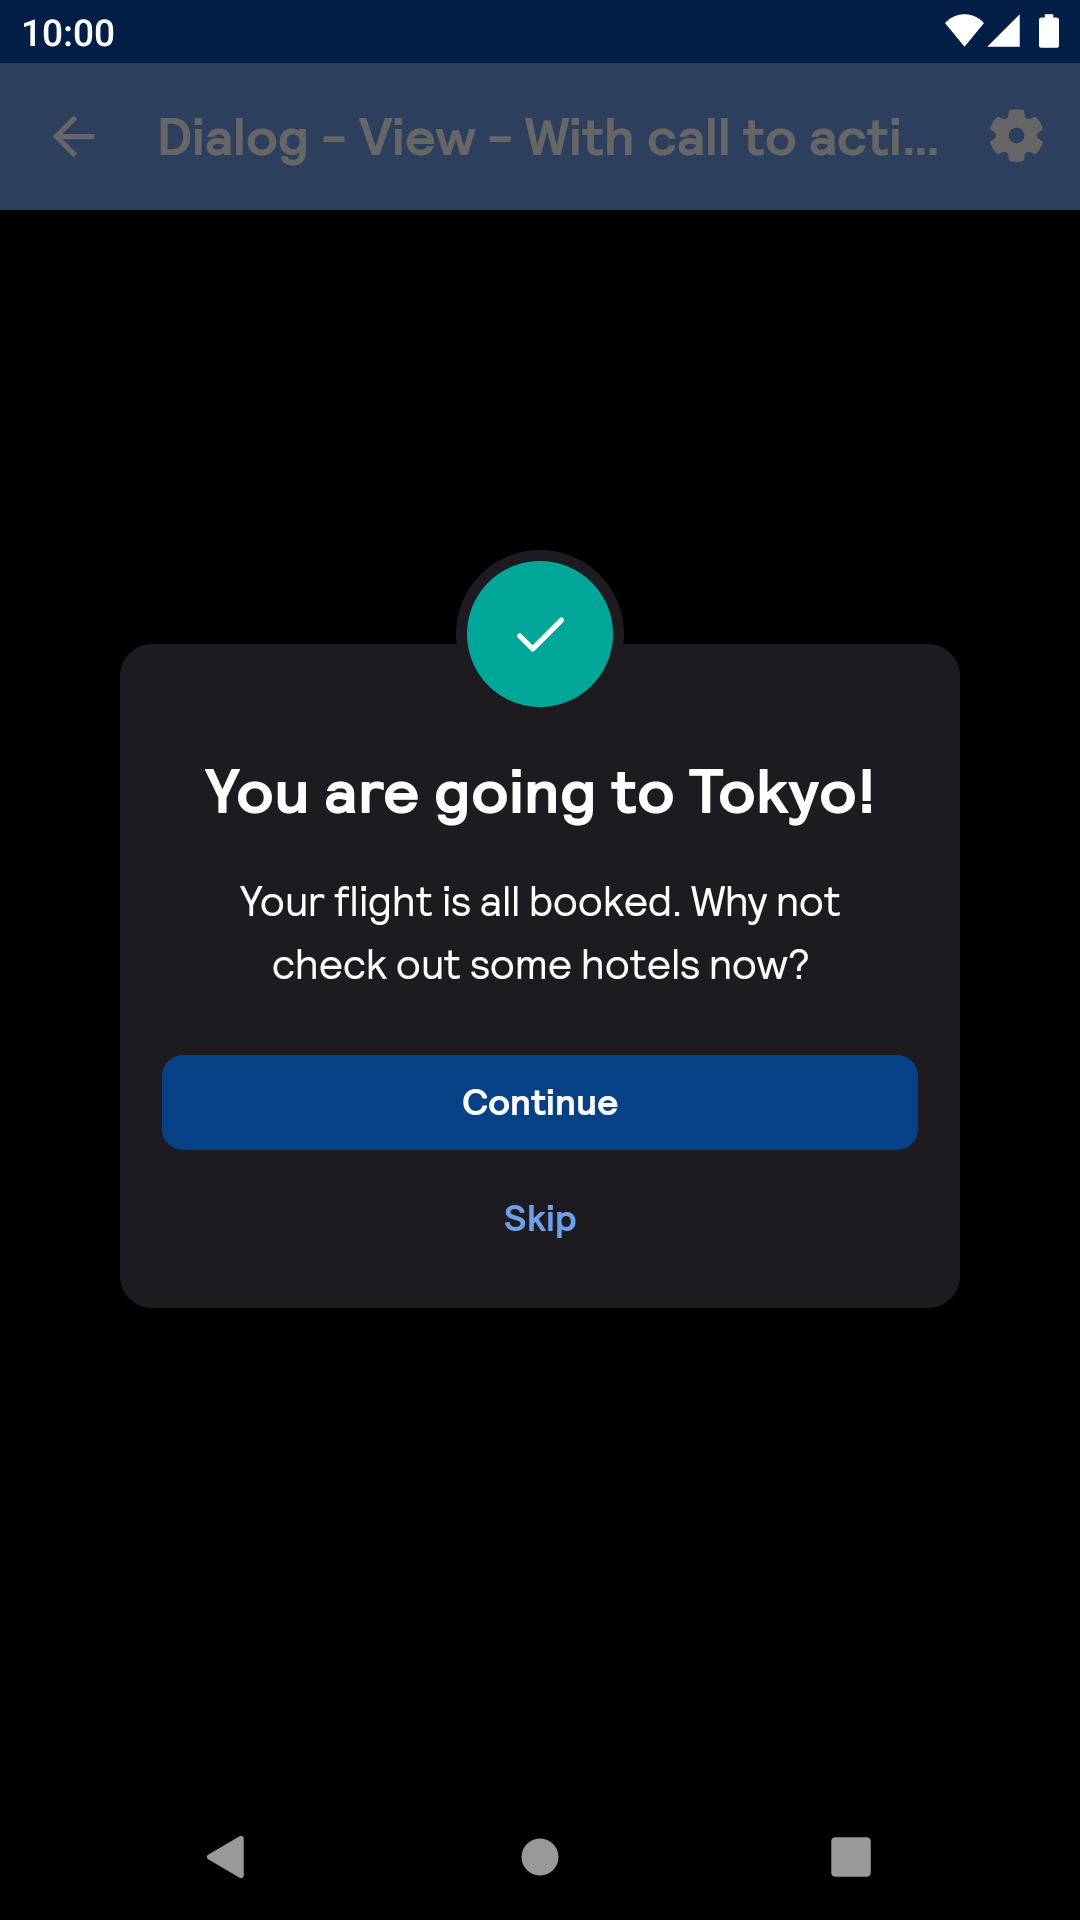 10:00
Dialog - View - With call to acti...
You are going to Tokyo!
Your flight is all booked. Why not
check out some hotels now?
Continue
Skip